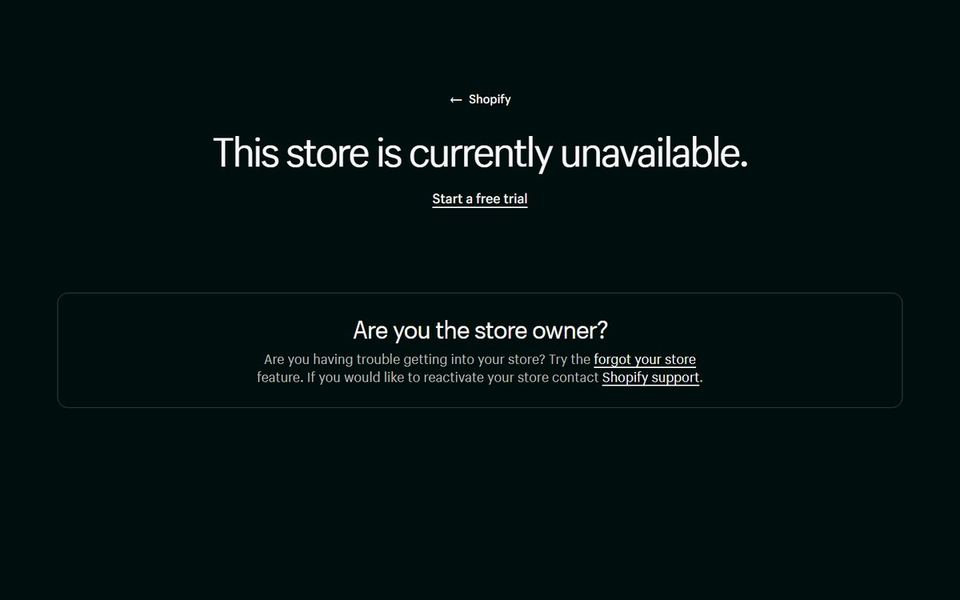 ← Shopify
This store is currently unavailable.
Start a free trial
Are you the store owner?
Are you having trouble getting into your store? Try the forgot your store
feature. If you would like to reactivate your store contact Shopify support.